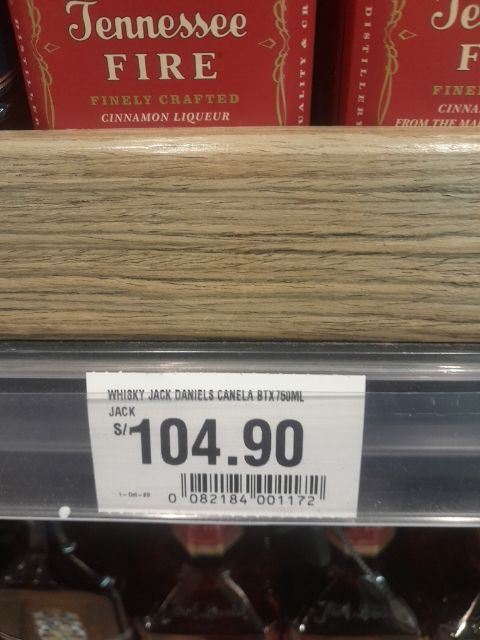 Tennessee
FIRE
FINELY CRAFTED
CINNAMON LIQUEUR
Te
F
FINE
CINNA
FROM THE MA
DISTILLER
WHISKY JACK DANIELS CANELA BTX750ML
JACK
S/104.90
0 082184 001172